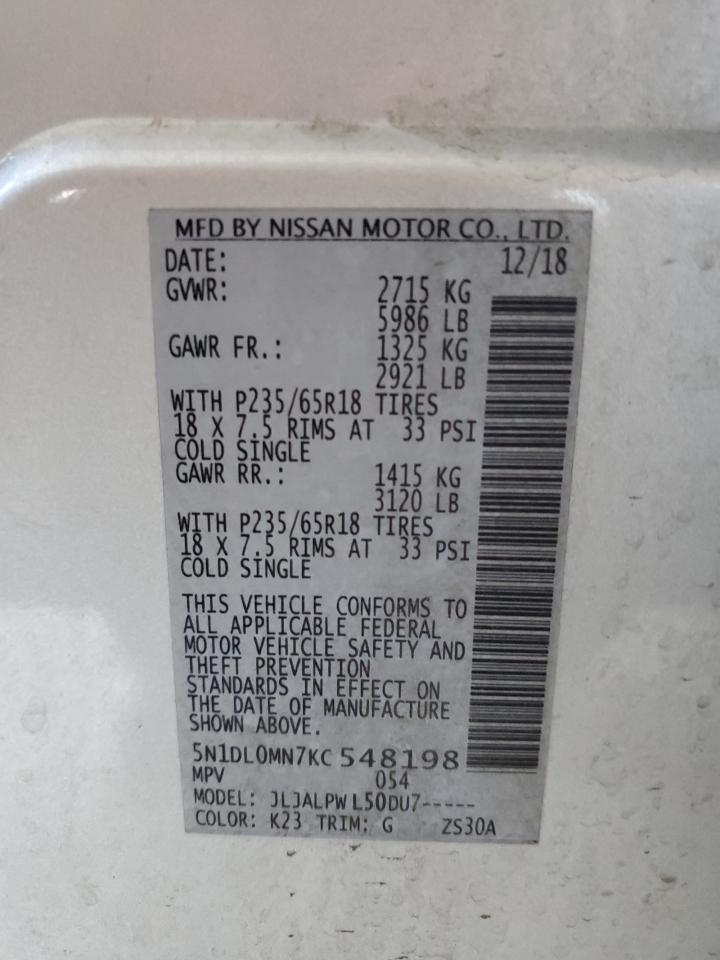 MFD BY NISSAN MOTOR CO., LTD.
DATE: 12/18
GVWR: 2715 KG
5986 LB
GAWR FR.: 1325 KG
2921 LB
WITH P235/65R18 TIRES
18 X 7.5 RIMS AT 33 PSI
COLD SINGLE
GAWR RR.: 1415 KG
3120 LB
WITH P235/65R18 TIRES
18 X 7.5 RIMS AT 33 PSI
COLD SINGLE
THIS VEHICLE CONFORMS TO
ALL APPLICABLE FEDERAL
MOTOR VEHICLE SAFETY AND
THEFT PREVENTION
STANDARDS IN EFFECT ON
THE DATE OF MANUFACTURE
SHOWN ABOVE.
5N1DL0MN7KC548198
MPV 054
MODEL: JLJALPW L50DU7-----
COLOR: K23 TRIM: G ZS30A